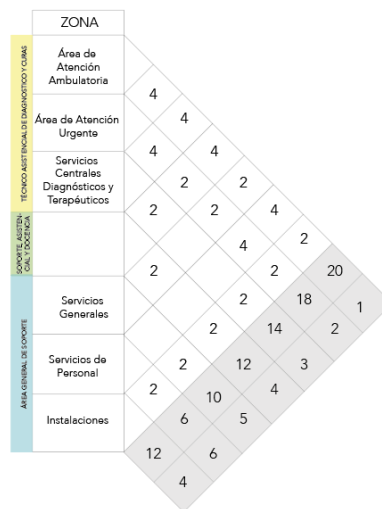 ZONA
TÉCNICO ASISTENCIAL DE DIAGNOSTICO Y CURAS
Área de
Atención
Ambulatoria
Área de Atención
Urgente
Servicios
Centrales
Diagnósticos y
Terapéuticos
SOPORTE, ASISTEN-
CIAL Y DOCENCIA
ÁREA GENERAL DE SOPORTE
Servicios
Generales
Servicios de
Personal
Instalaciones
4
4
4 4
2 2
2 2 4
4 2
2 2 20
2 18 1
2 14 2
2 12 3
2 10 4
6 5
12 6
4